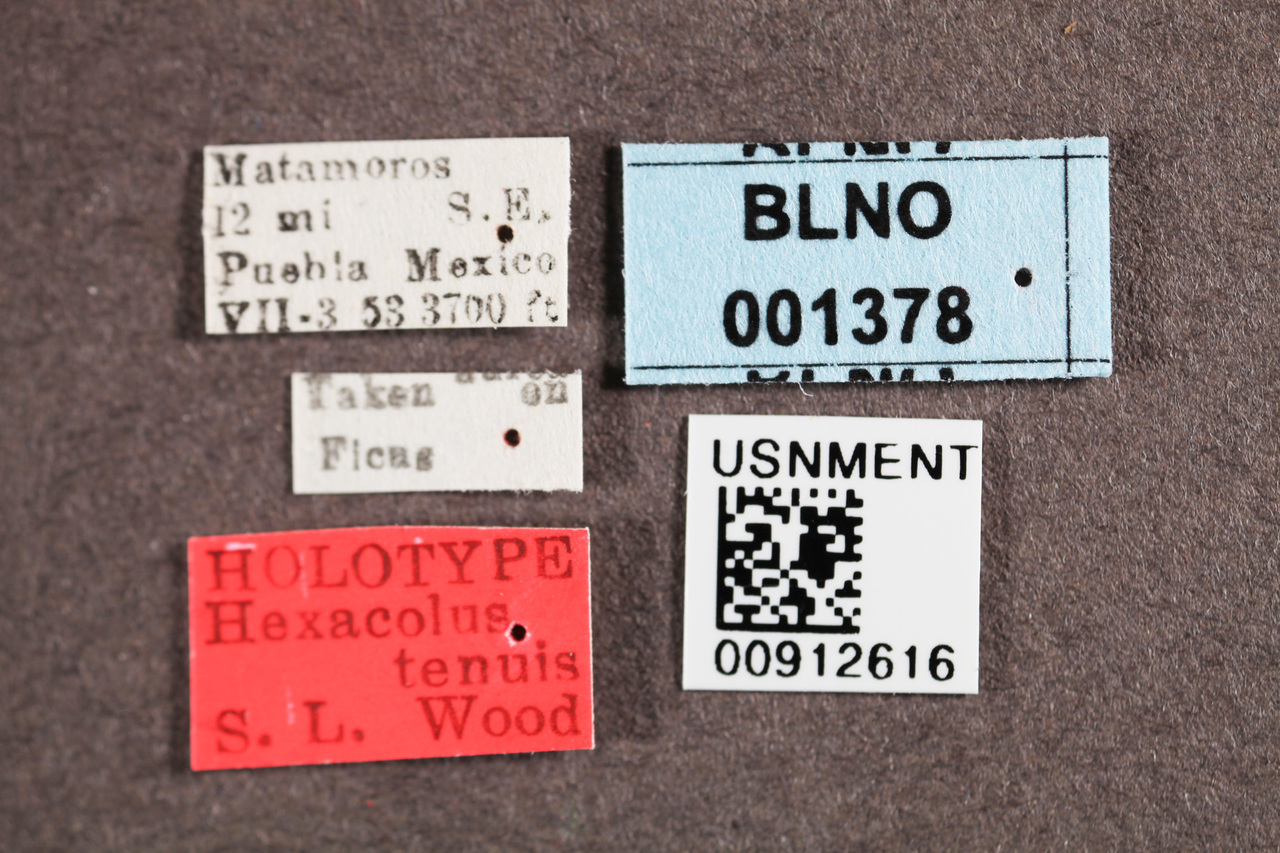 Matamoros
12 mi S.E.
Puebla Mexico
VII-3 53 3700 ft
Taken on
Ficus
HOLOTYPE
Hexacolus
tenuis
S. L. Wood
BLNO
001378
USNMENT
00912616